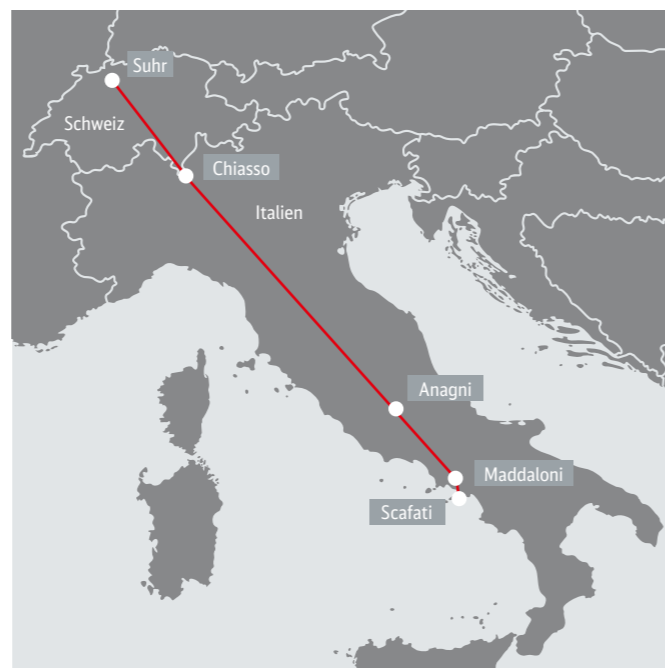 Suhr
Schweiz
Chiasso
Italien
Anagni
Maddaloni
Scafati